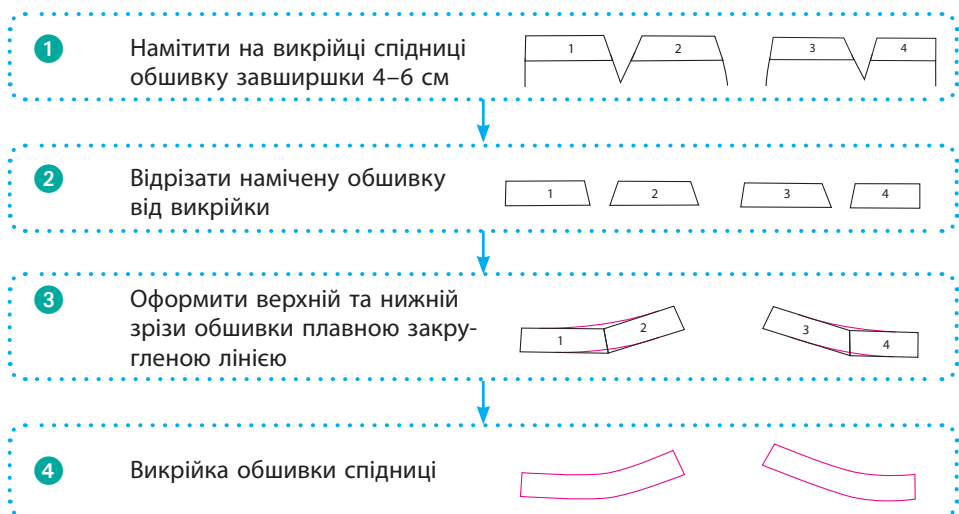 1
Намітити на викрійці спідниці
обшивку завширшки 4–6 см
1 2 3 4
2
Відрізати намічену обшивку
від викрійки
1 2 3 4
3
Оформити верхній та нижній
зрізи обшивки плавною закру-
гленою лінією
1 2 3 4
4
Викрійка обшивки спідниці